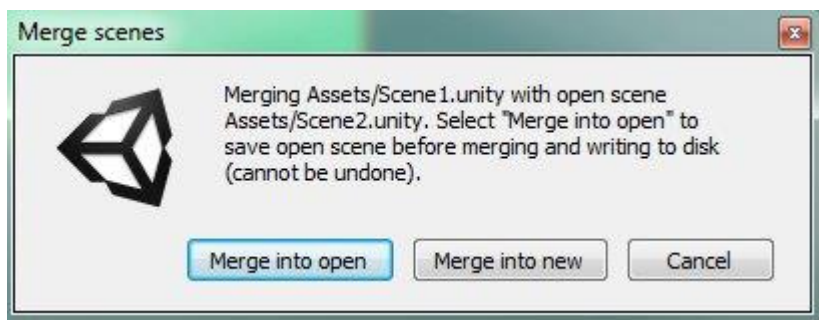 Merge scenes
Merging Assets/Scene1.unity with open scene
Assets/Scene2.unity. Select "Merge into open" to
save open scene before merging and writing to disk
(cannot be undone).
Merge into open
Merge into new
Cancel